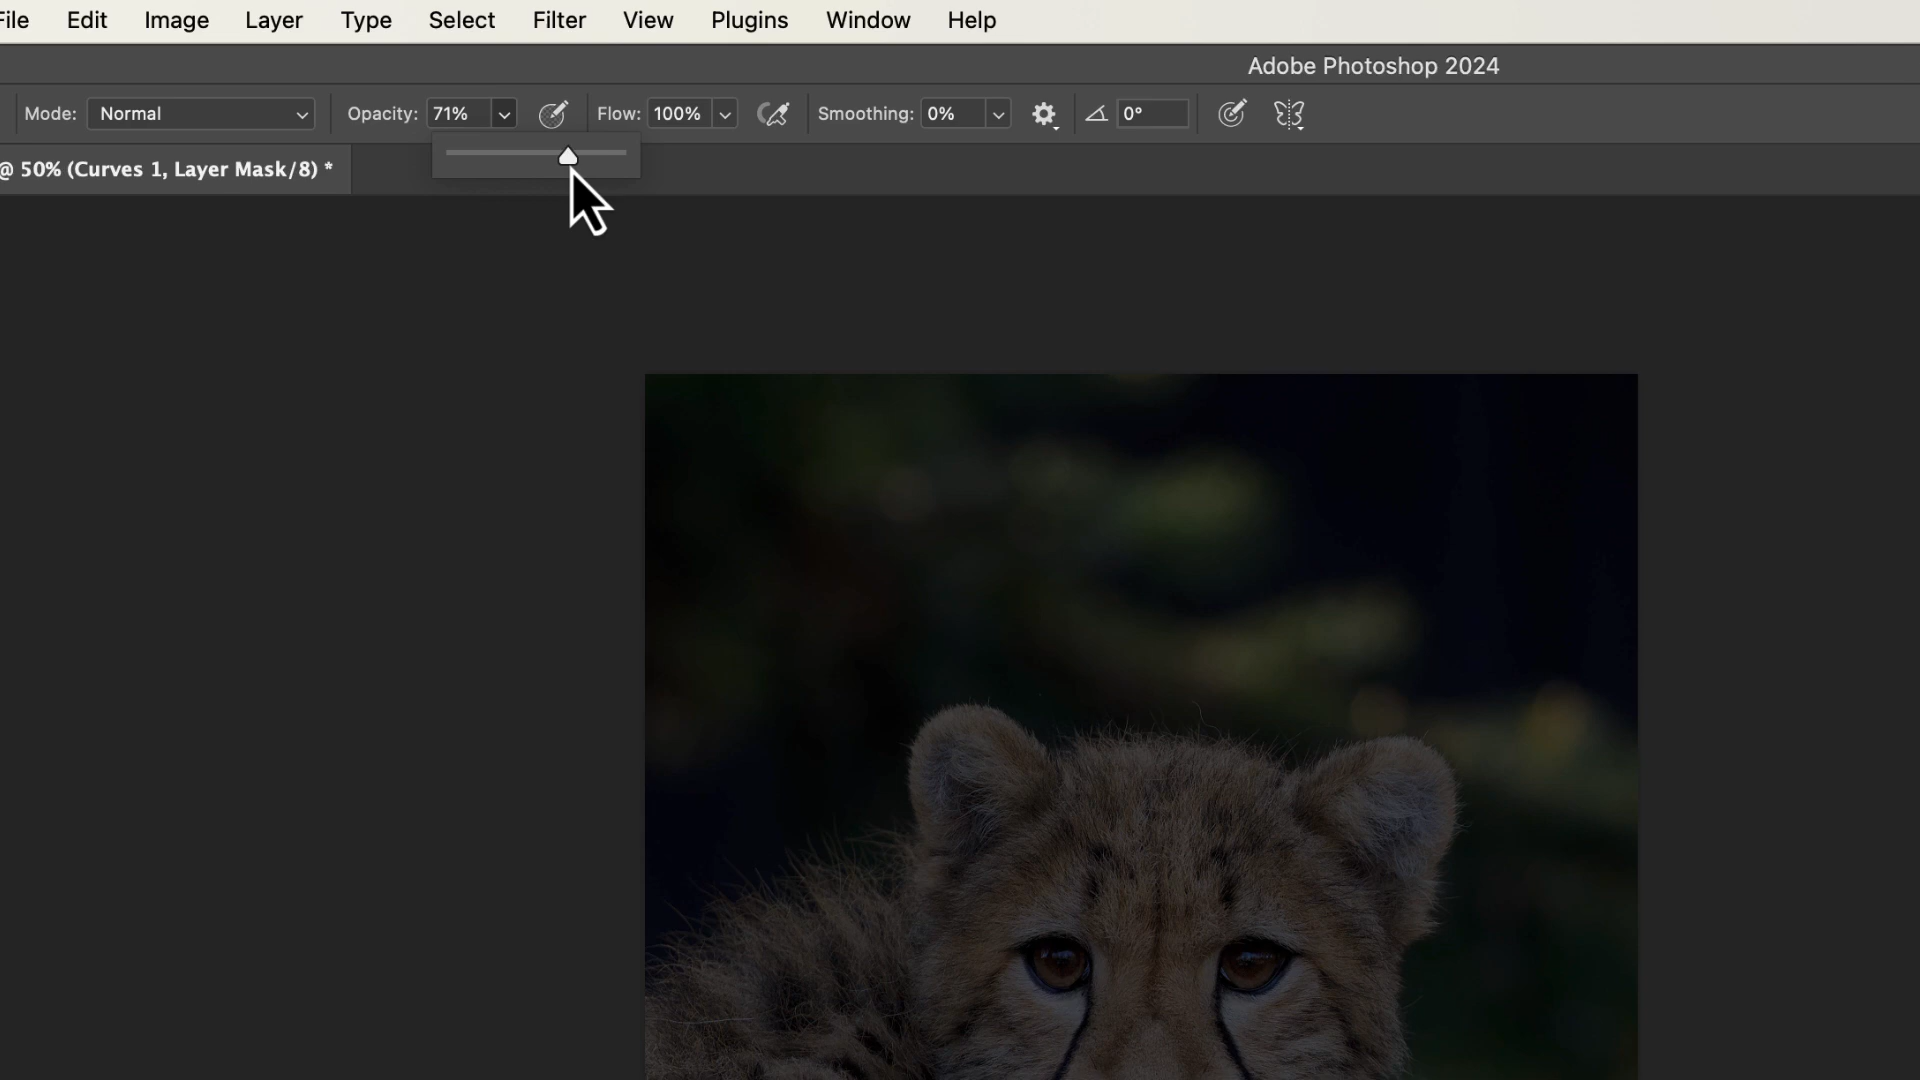 File Edit Image Layer Type Select Filter View Plugins Window Help
Adobe Photoshop 2024
Mode: Normal Opacity: 71% Flow: 100% Smoothing: 0% 0°
@ 50% (Curves 1, Layer Mask/8) *